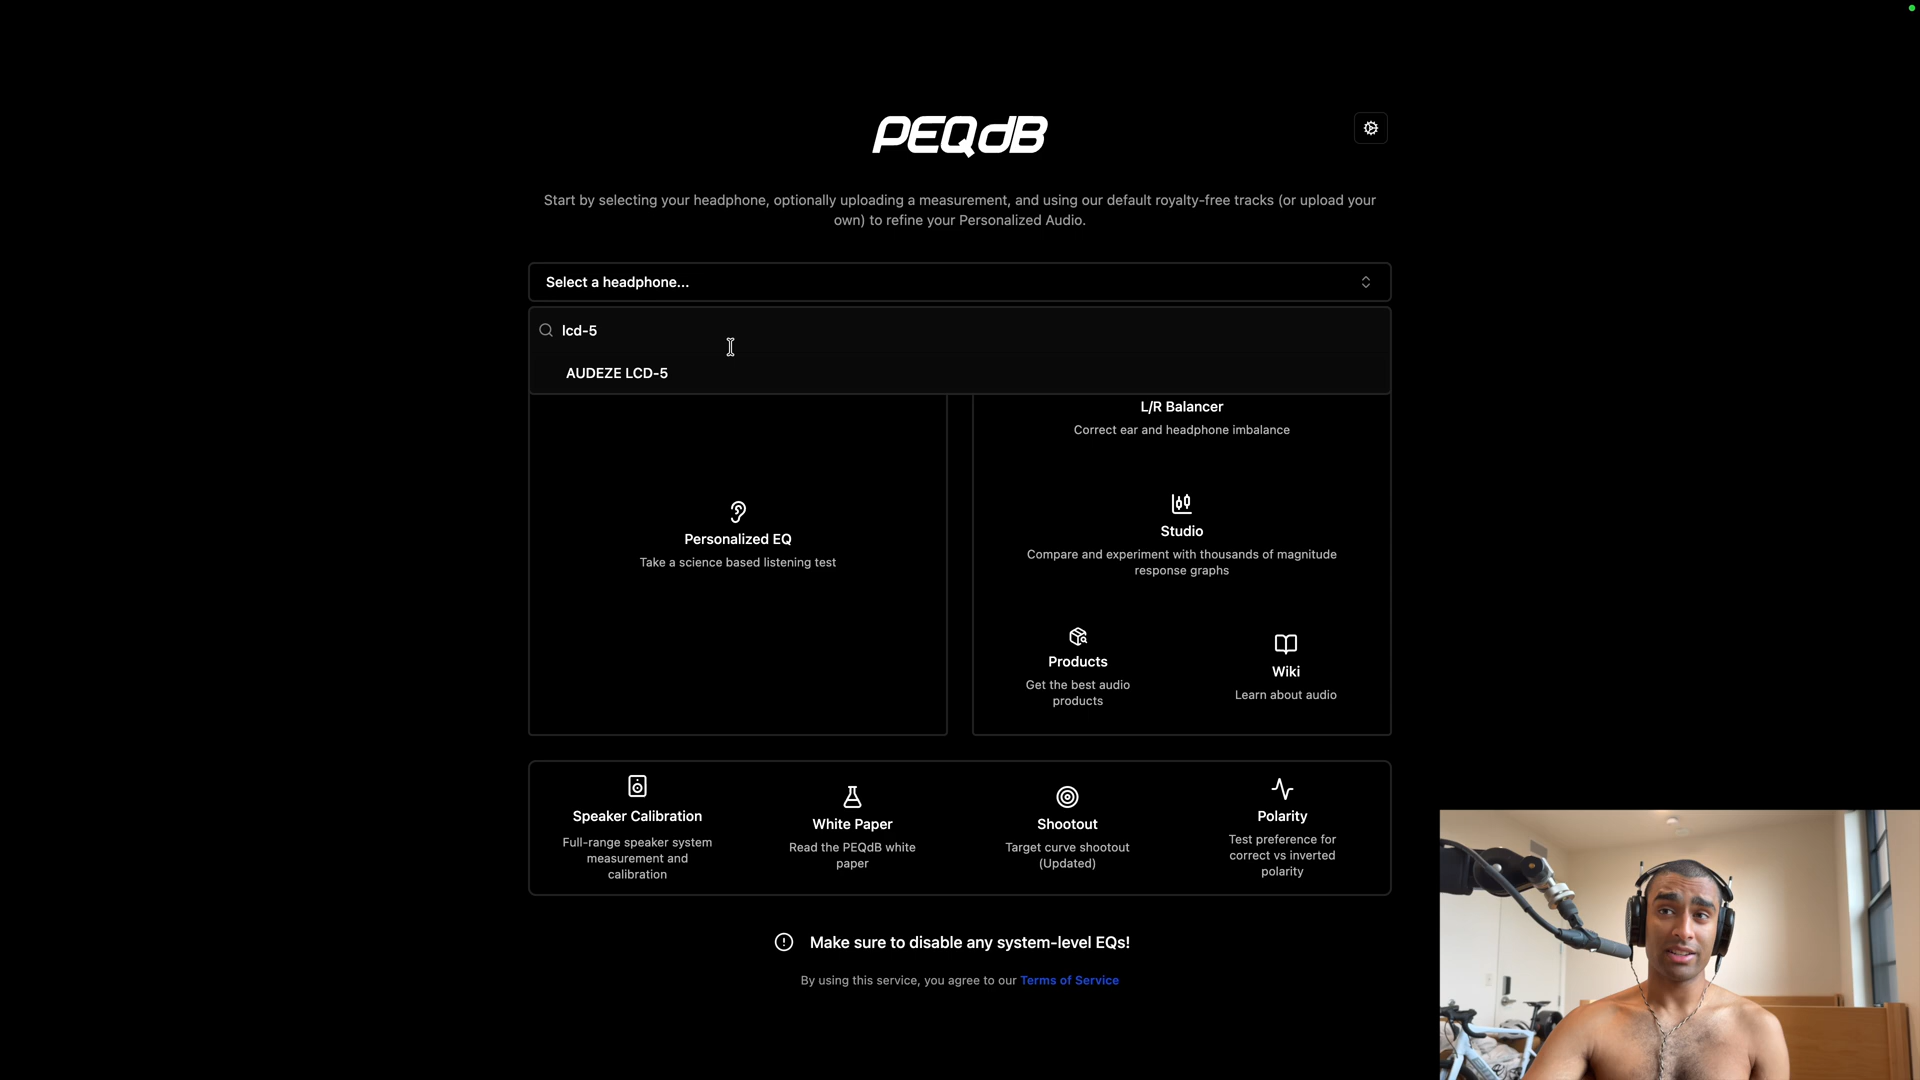 PEQdB
Start by selecting your headphone, optionally uploading a measurement, and using our default royalty-free tracks (or upload your
own) to refine your Personalized Audio.
Select a headphone...
lcd-5
AUDEZE LCD-5
L/R Balancer
Correct ear and headphone imbalance
Personalized EQ
Take a science based listening test
Studio
Compare and experiment with thousands of magnitude
response graphs
Products
Get the best audio
products
Wiki
Learn about audio
Speaker Calibration
Full-range speaker system
measurement and
calibration
White Paper
Read the PEQdB white
paper
Shootout
Target curve shootout
(Updated)
Polarity
Test preference for
correct vs inverted
polarity
Make sure to disable any system-level EQs!
By using this service, you agree to our Terms of Service